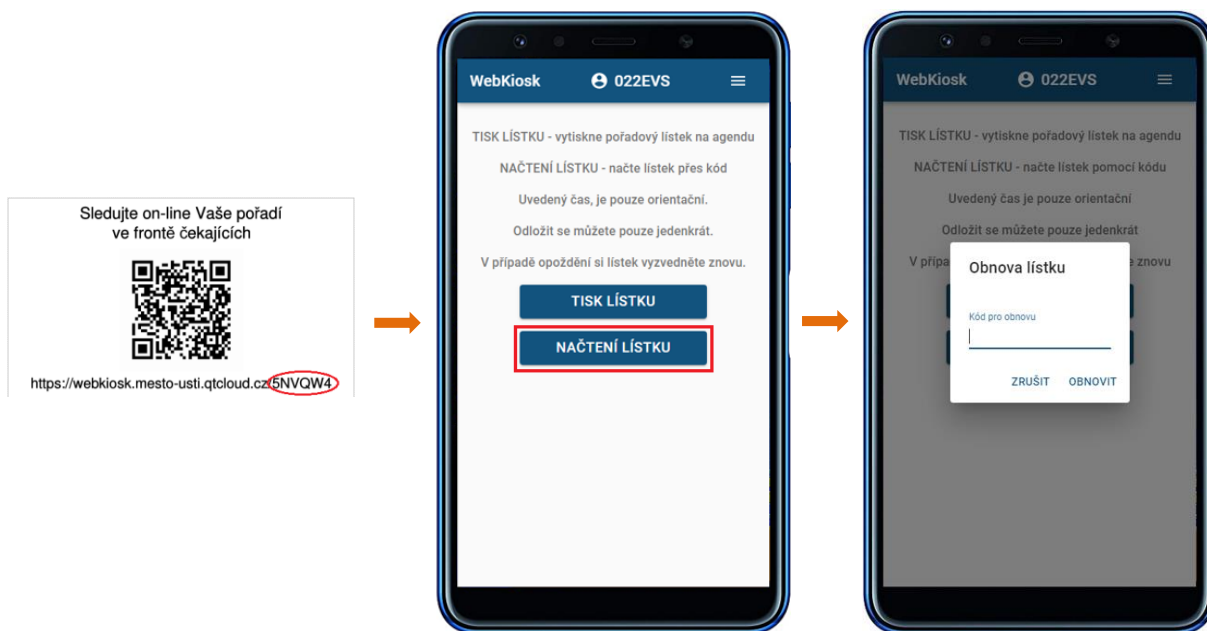 Sledujte on-line Vaše pořadí
ve frontě čekajících
https://webkiosk.mesto-usti.qtcloud.cz/5NVQW4
WebKiosk 022EVS
TISK LÍSTKU - vytiskne pořadový lístek na agendu
NAČTENÍ LÍSTKU - načte lístek přes kód
Uvedený čas, je pouze orientační.
Odložit se můžete pouze jedenkrát.
V případě opoždění si lístek vyzvedněte znovu.
TISK LÍSTKU
NAČTENÍ LÍSTKU
WebKiosk 022EVS
TISK LÍSTKU - vytiskne pořadový lístek na agendu
NAČTENÍ LÍSTKU - načte lístek pomocí kódu
Uvedený čas je pouze orientační
Odložit se můžete pouze jedenkrát
V přípa znovu
Obnova lístku
Kód pro obnovu
ZRUŠIT OBNOVIT